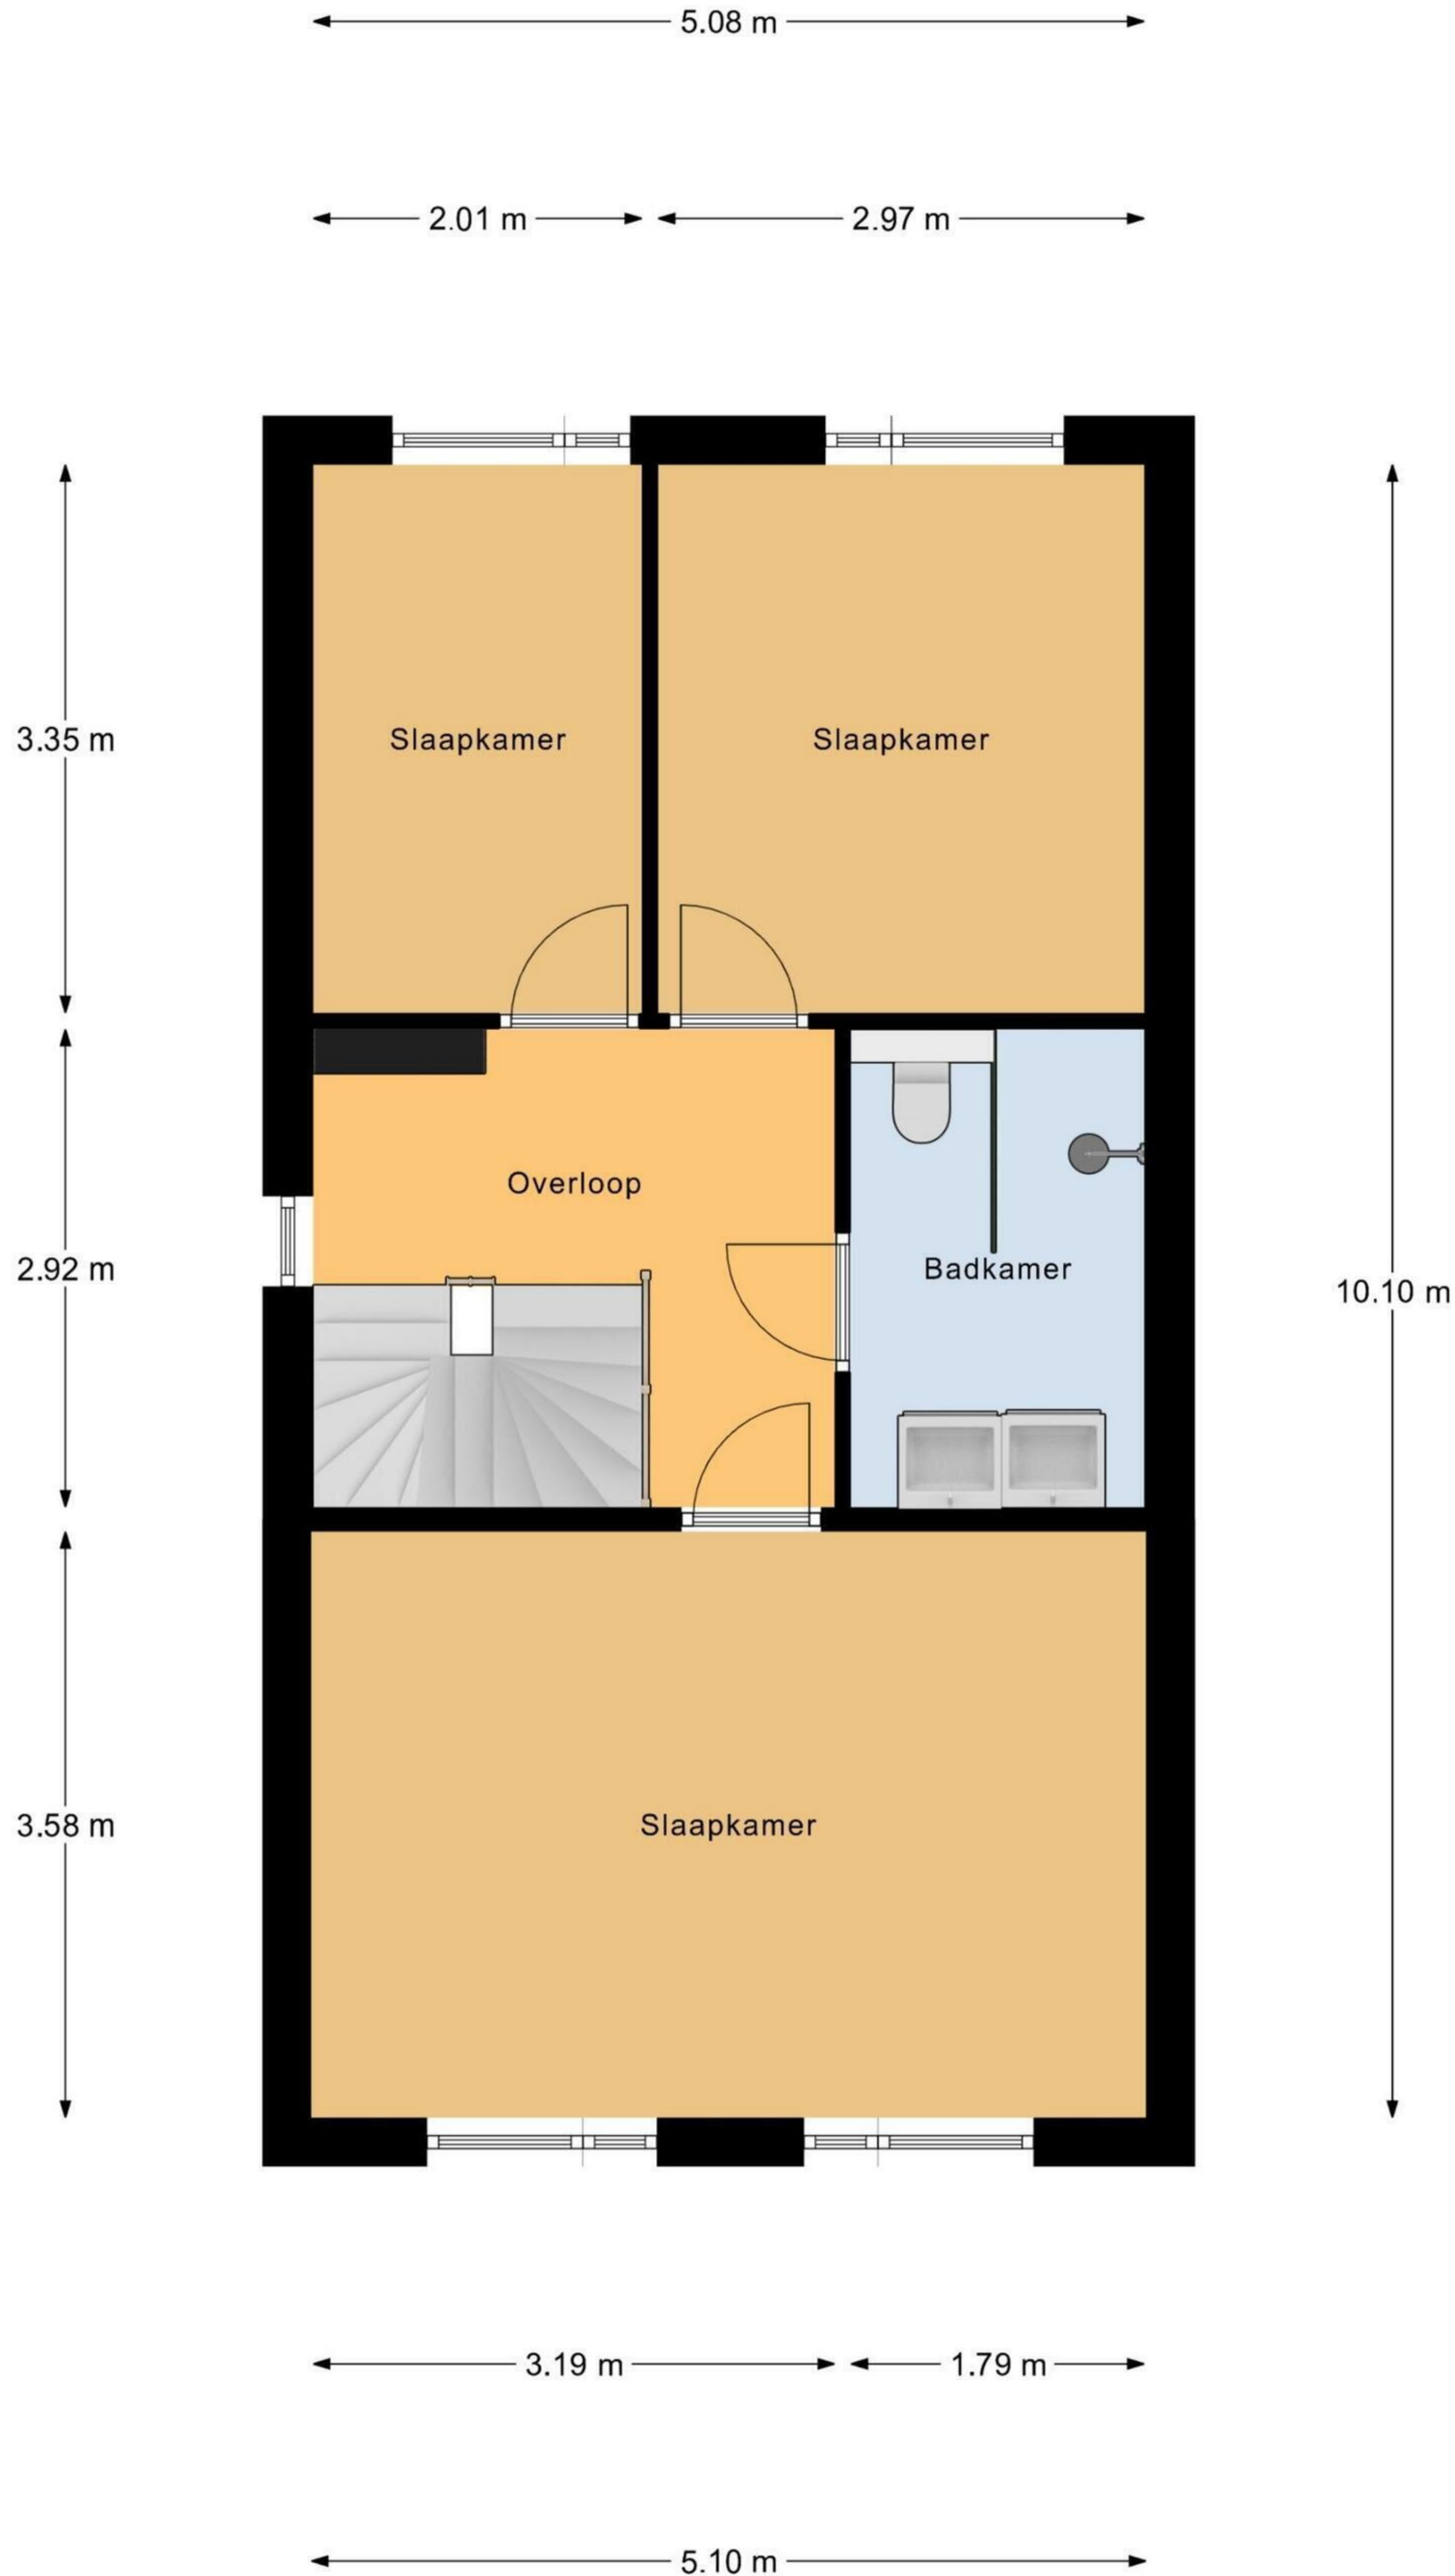 5.08 m
2.01 m
2.97 m
3.35 m
Slaapkamer
Slaapkamer
Overloop
2.92 m
Badkamer
10.10 m
3.58 m
Slaapkamer
3.19 m
1.79 m
5.10 m